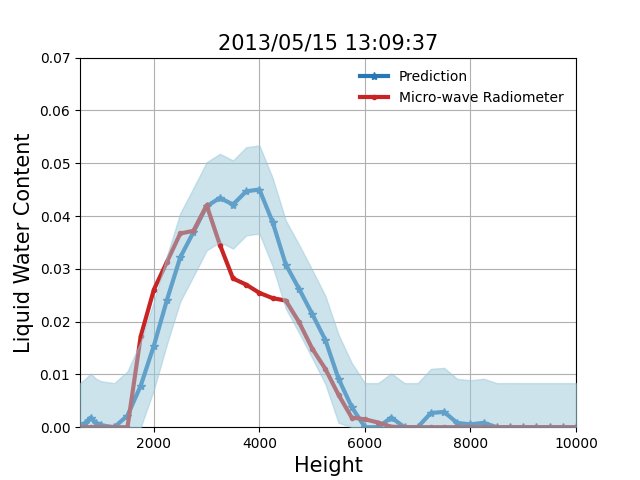 2013/05/15 13:09:37
Prediction
Micro-wave Radiometer
Liquid Water Content
0.07
0.06
0.05
0.04
0.03
0.02
0.01
0.00
2000 4000 6000 8000 10000
Height